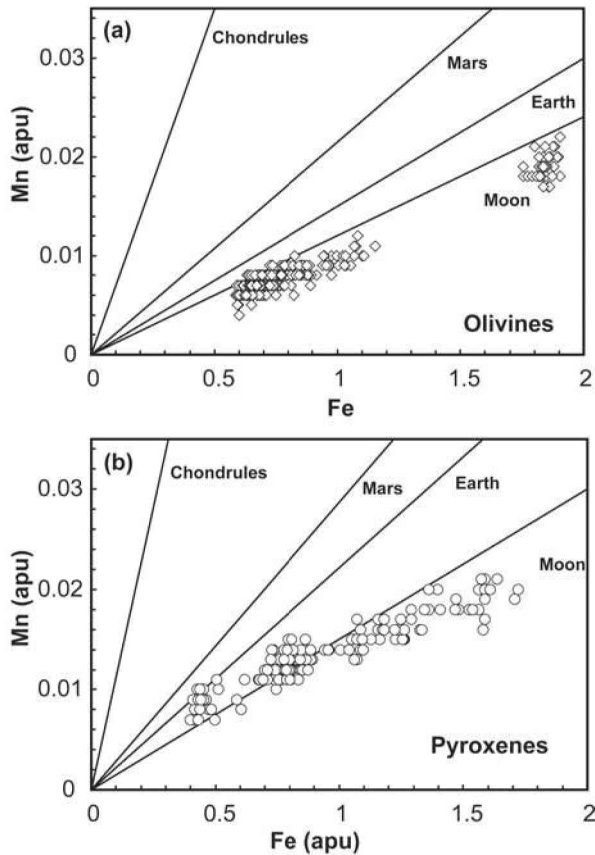 (a)
Chondrules
Mars
Earth
Moon
Olivines
Mn (apu)
0.03
0.02
0.01
0
0 0.5 1 1.5 2
Fe
(b)
Chondrules
Mars
Earth
Moon
Pyroxenes
Mn (apu)
0.03
0.02
0.01
0
0 0.5 1 1.5 2
Fe (apu)